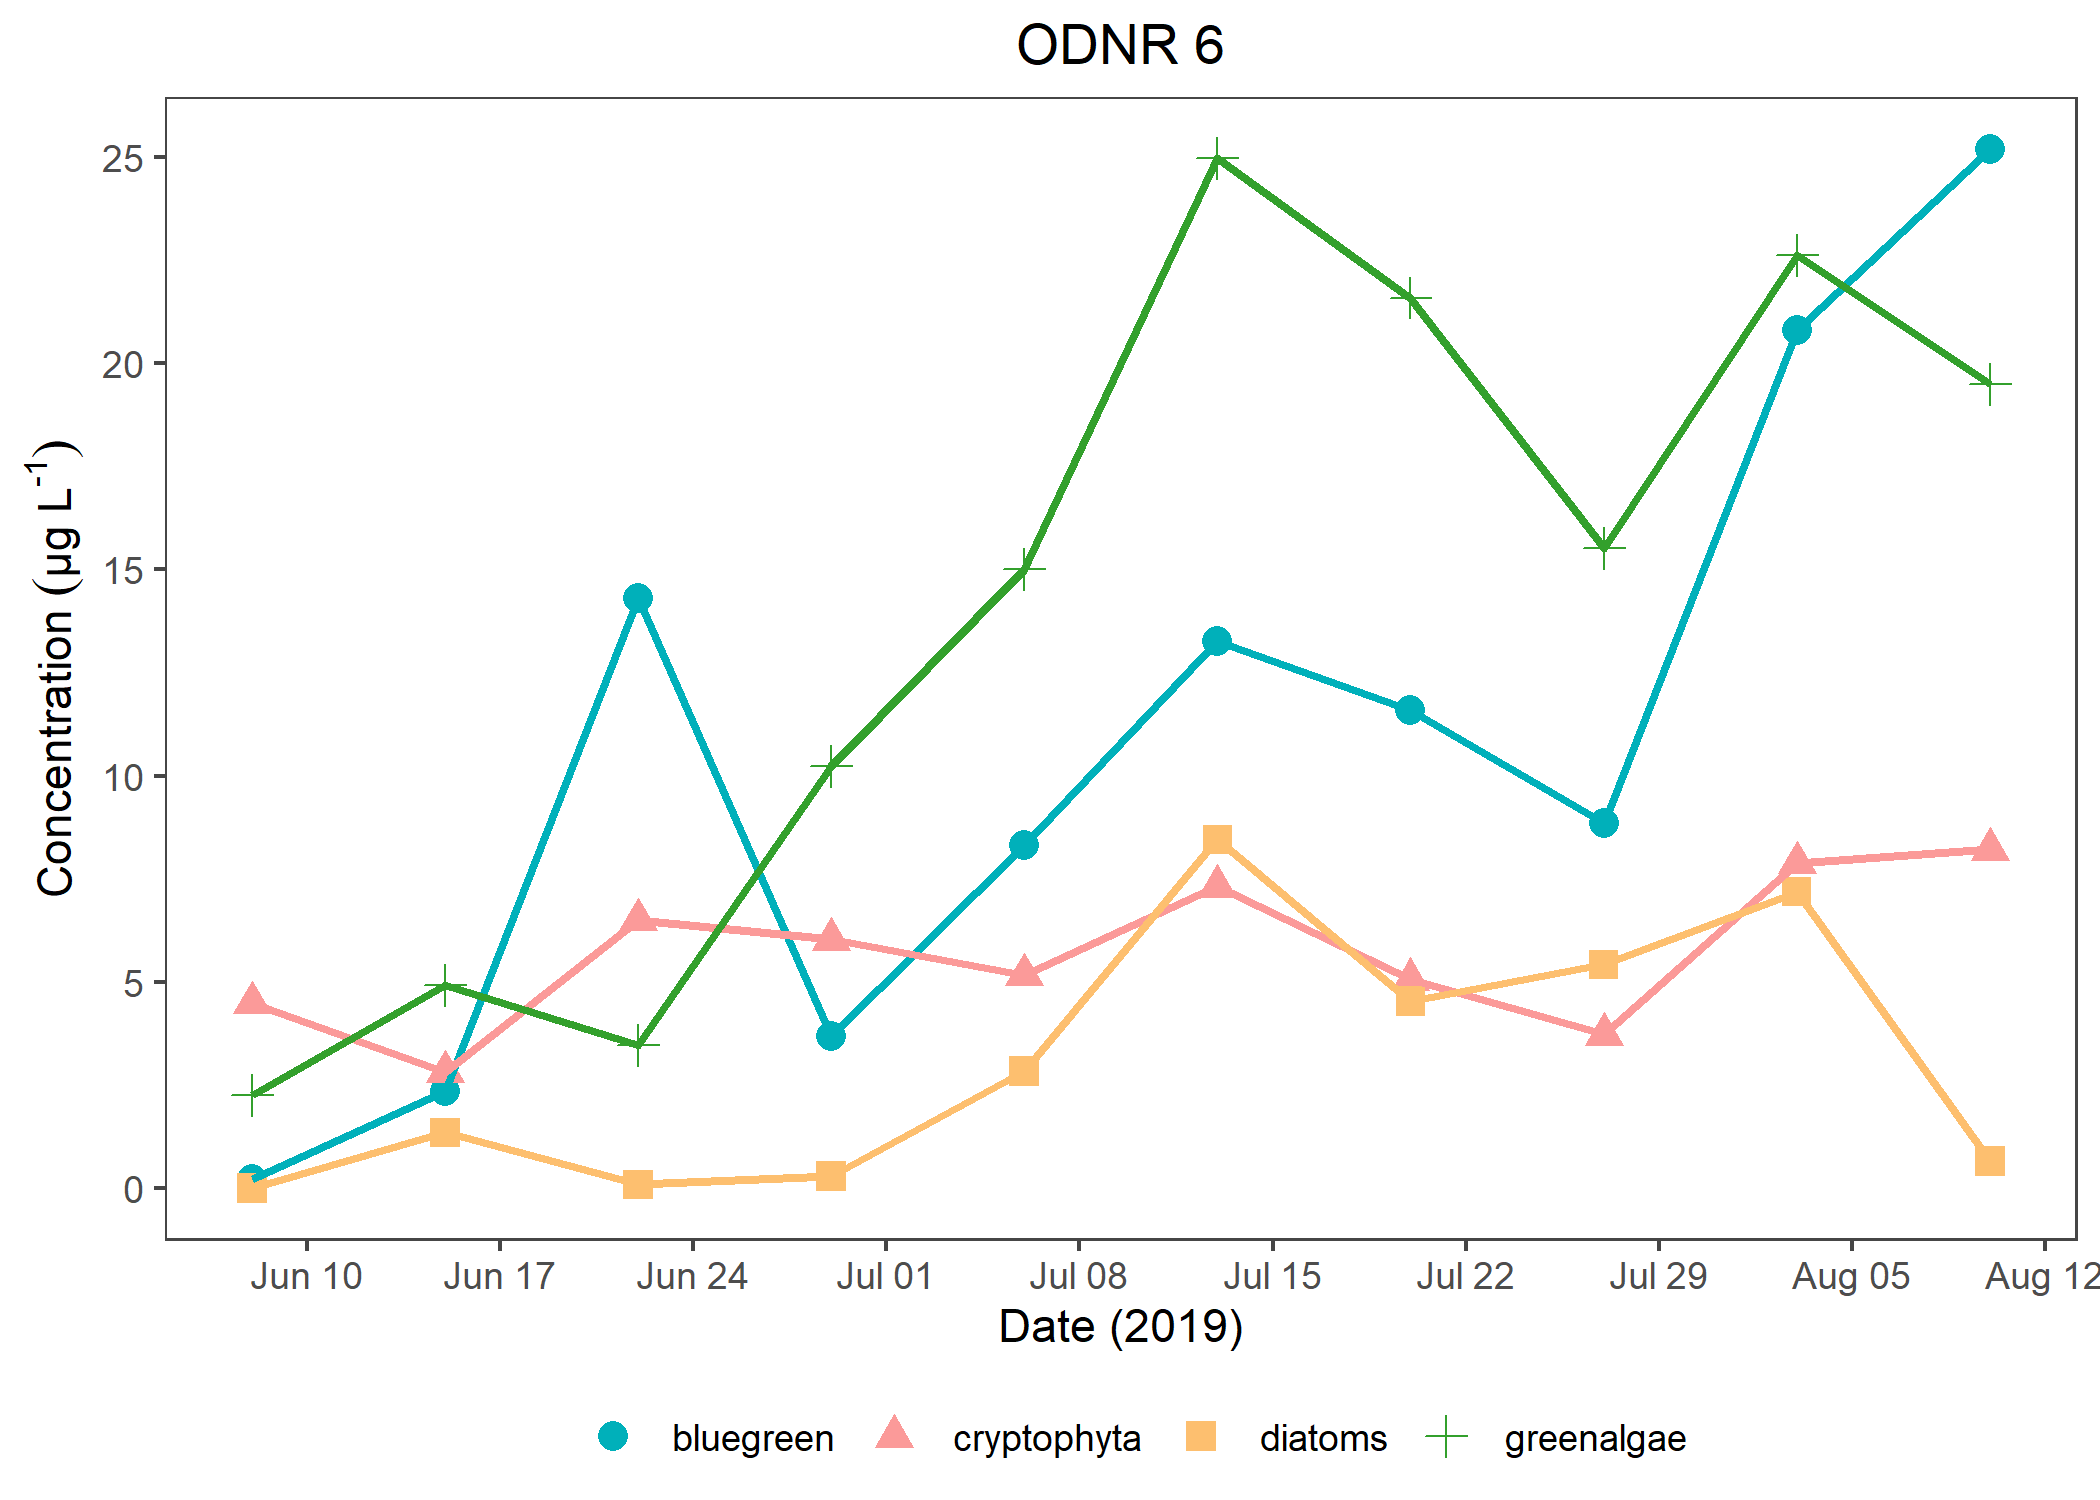 ODNR 6
Concentration (µg L⁻¹)
25
20
15
10
5
0
Jun 10 Jun 17 Jun 24 Jul 01 Jul 08 Jul 15 Jul 22 Jul 29 Aug 05 Aug 12
Date (2019)
bluegreen cryptophyta diatoms greenalgae